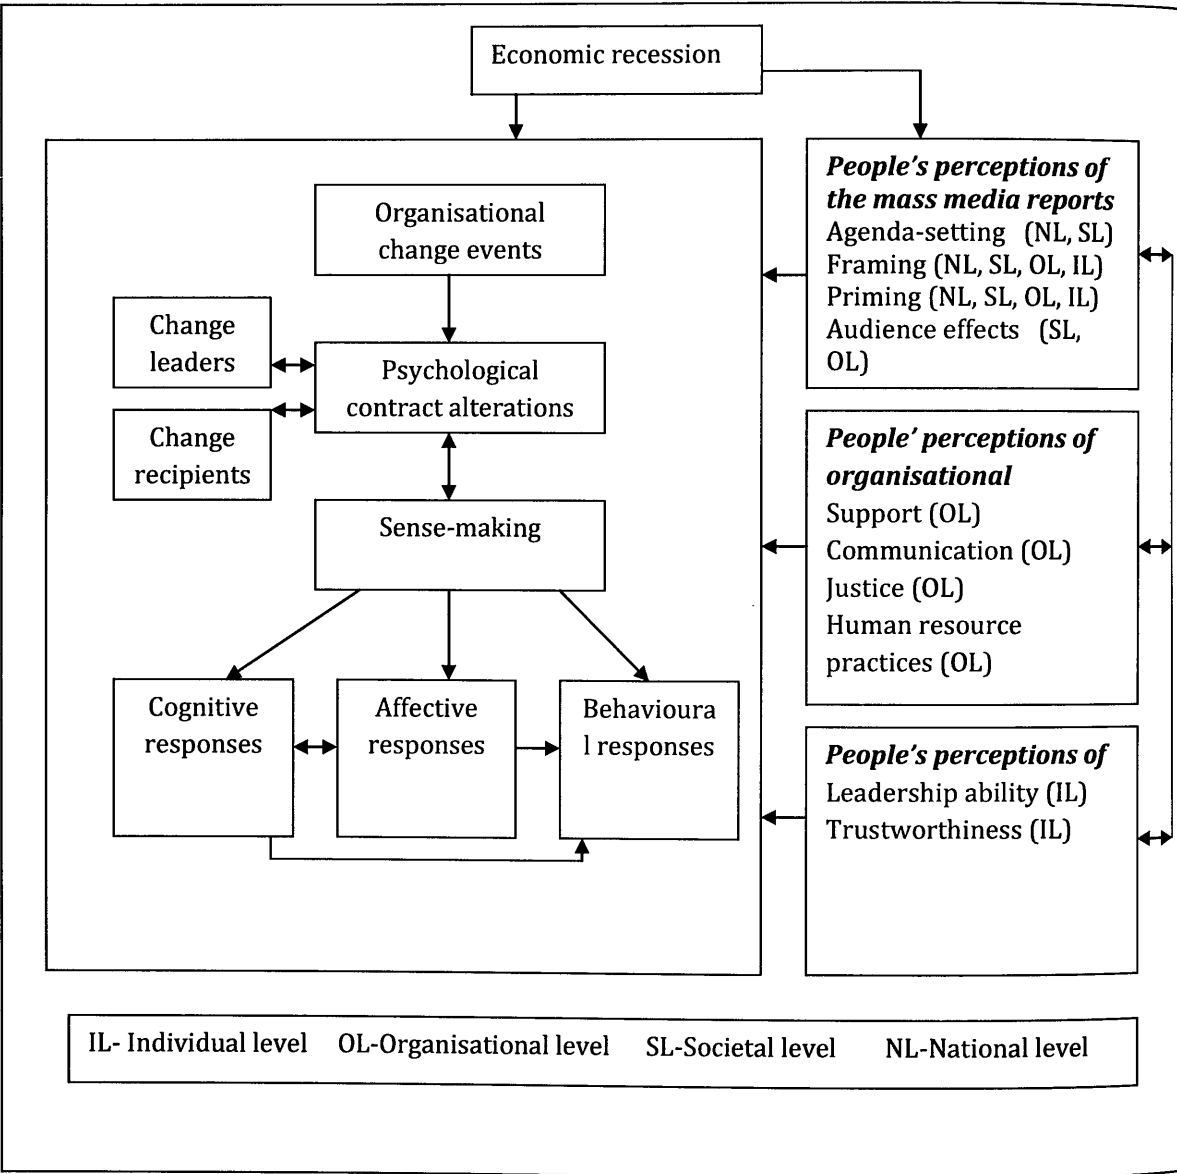 Economic recession
Organisational
change events
Change
leaders
Psychological
contract alterations
Change
recipients
Sense-making
Cognitive
responses
Affective
responses
Behavioura
l responses
People's perceptions of
the mass media reports
Agenda-setting (NL, SL)
Framing (NL, SL, OL, IL)
Priming (NL, SL, OL, IL)
Audience effects (SL,
OL)
People' perceptions of
organisational
Support (OL)
Communication (OL)
Justice (OL)
Human resource
practices (OL)
People's perceptions of
Leadership ability (IL)
Trustworthiness (IL)
IL- Individual level OL-Organisational level SL-Societal level NL-National level